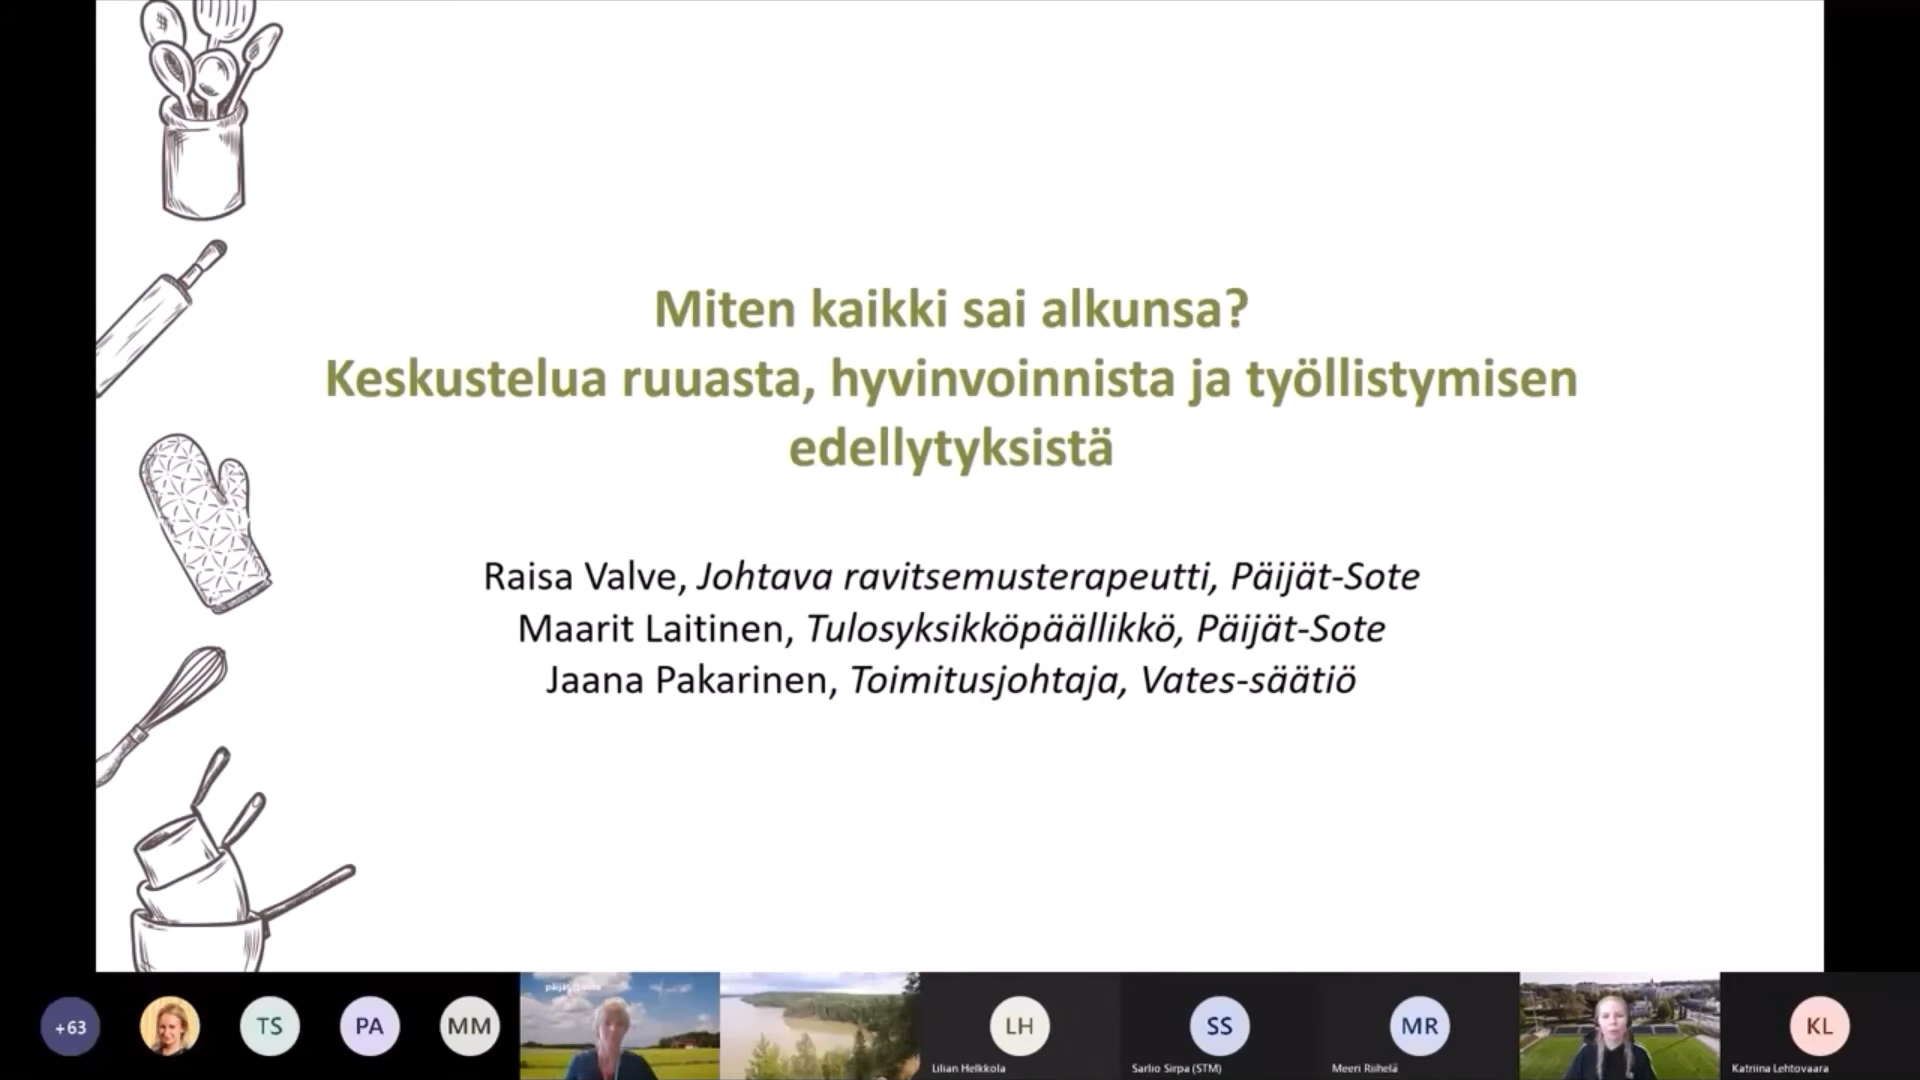 Miten kaikki sai alkunsa?
Keskustelua ruuasta, hyvinvoinnista ja työllistymisen
edellytyksistä
Raisa Valve, Johtava ravitsemusterapeutti, Päijät-Sote
Maarit Laitinen, Tulosyksikköpäällikkö, Päijät-Sote
Jaana Pakarinen, Toimitusjohtaja, Vates-säätiö
+63
TS
PA
MM
LH
Lilian Helkkola
SS
Sarlio Sirpa (STM)
MR
Meeri Riihelä
KL
Katriina Lehtovaara